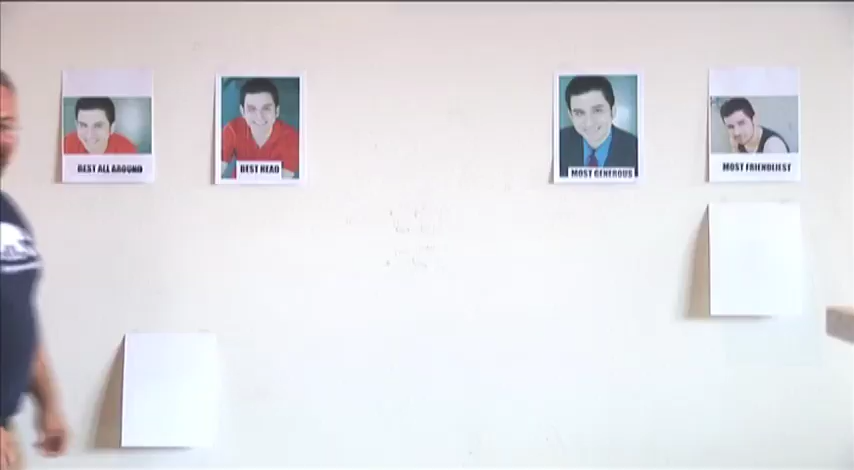 BEST ALL AROUND
BEST HEAD
MOST GENEROUS
MOST FRIENDLIEST